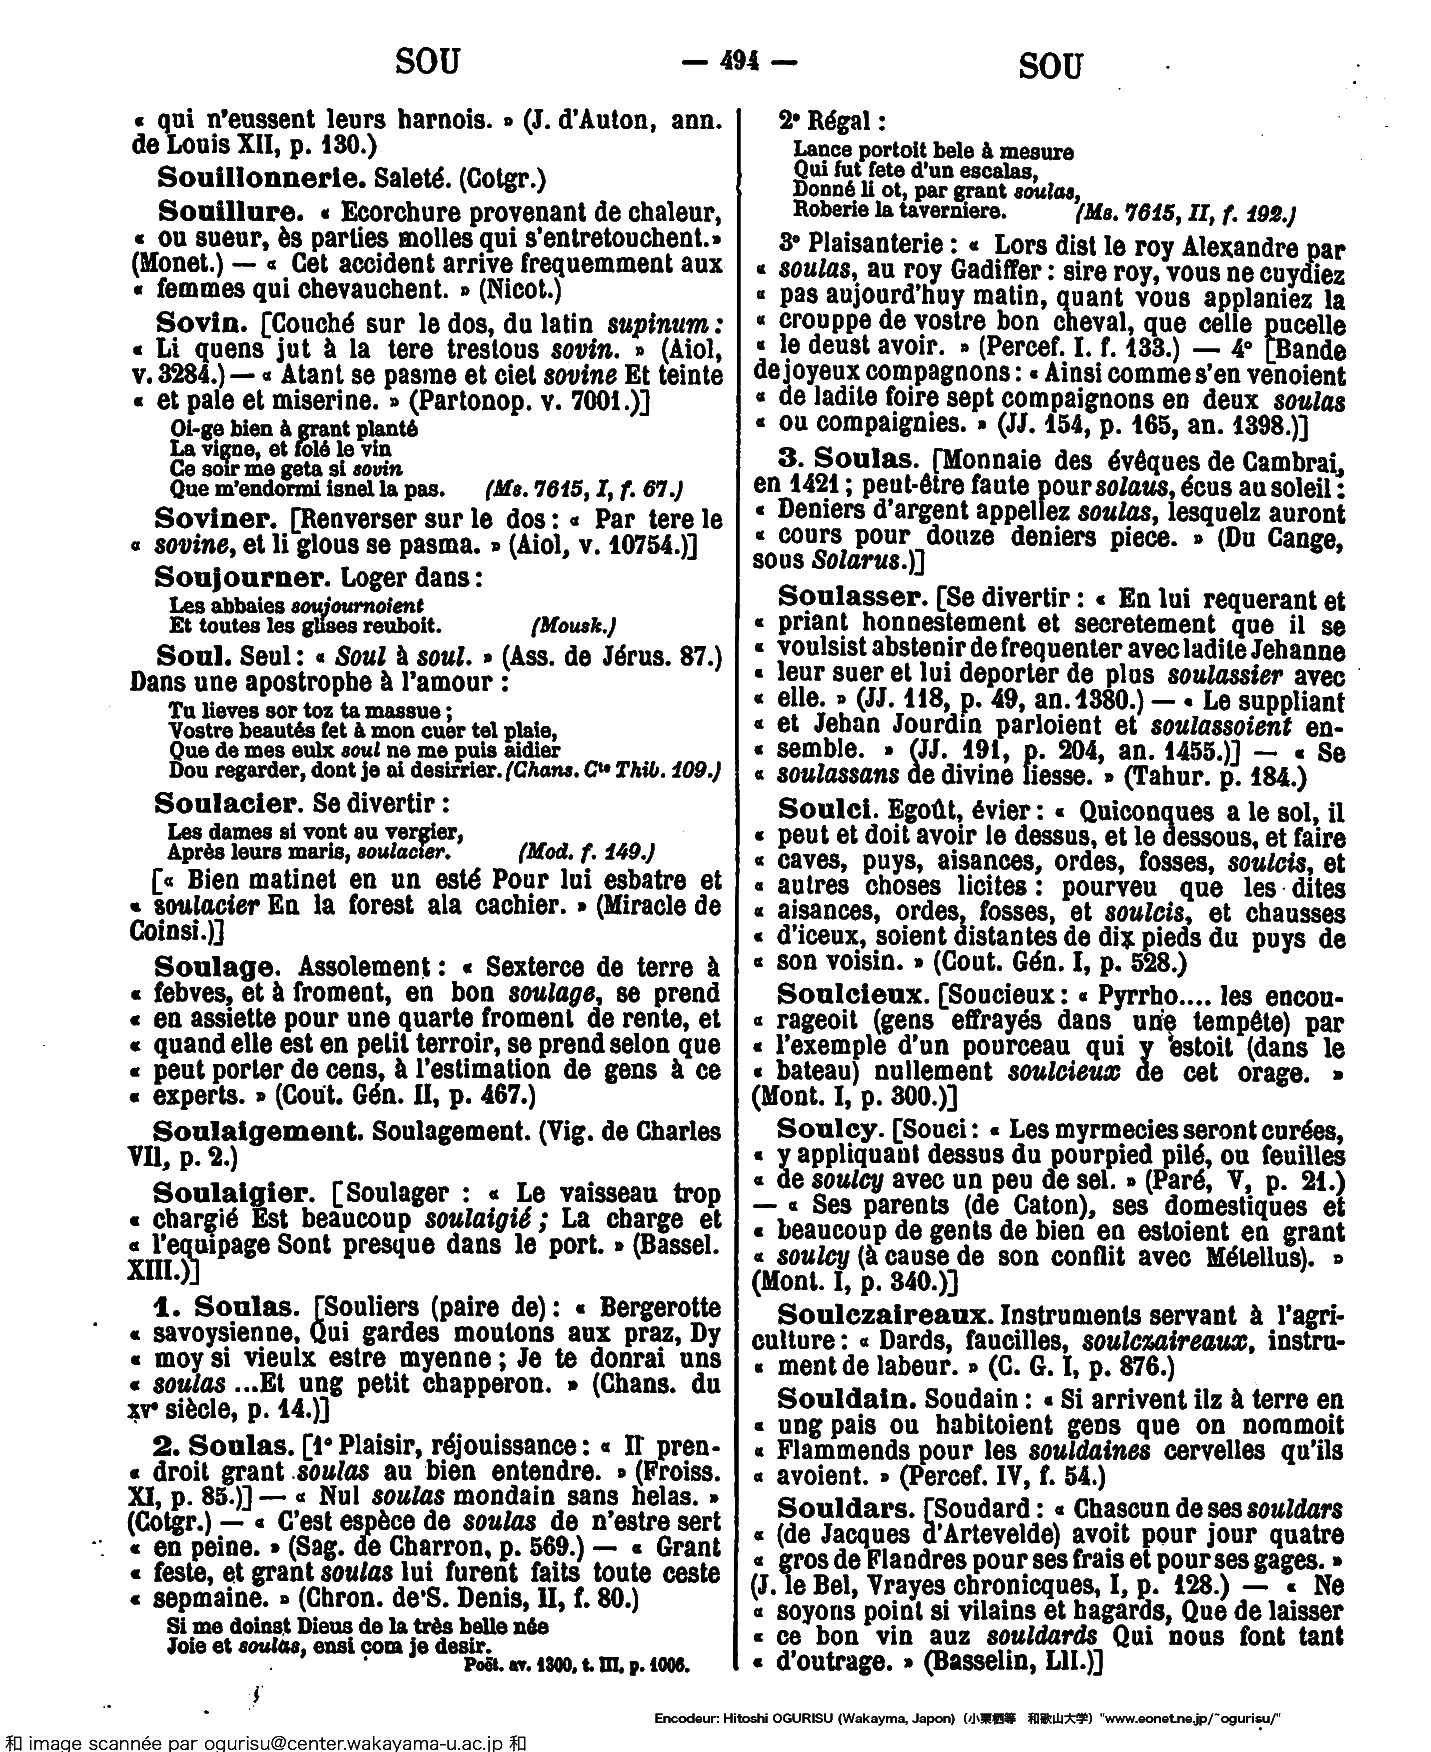 SOU — 494 — SOU
« qui n'eussent leurs harnois. » (J. d'Auton, ann.
de Louis XII, p. 130.)
Souillonnerie. Saleté. (Cotgr.)
Souillure. « Ecorchure provenant de chaleur,
« ou sueur, ès parties molles qui s'entretouchent.»
(Monet.) — « Cet accident arrive frequemment aux
« femmes qui chevauchent. » (Nicot.)
Sovin. [Couché sur le dos, du latin supinum :
« Li quens jut à la tere trestous sovin. » (Aiol,
v. 3284.) — « Atant se pasme et ciet sovine Et teinte
« et pale et miserine. » (Partonop. v. 7001.)]
Oi-ge bien à grant planté
La vigne, et folé le vin
Ce soir me geta si sovin
Que m'endormi isnel la pas. (Ms. 7615, I, f. 67.)
Soviner. [Renverser sur le dos : « Par tere le
« sovine, et li glous se pasma. » (Aiol, v. 10754.)]
Soujourner. Loger dans :
Les abbaies soujournoient
Et toutes les glises reuboit. (Mousk.)
Soul. Seul : « Soul à soul. » (Ass. de Jérus. 87.)
Dans une apostrophe à l'amour :
Tu lieves sor toz ta massue ;
Vostre beautés fet à mon cuer tel plaie,
Que de mes eulx soul ne me puis aidier
Dou regarder, dont je ai desirrier. (Chans. Cte Thib. 109.)
Soulacier. Se divertir :
Les dames si vont au vergier,
Après leurs maris, soulacier. (Mod. f. 149.)
[« Bien matinet en un esté Pour lui esbatre et
« soulacier En la forest ala cachier. » (Miracle de
Coinsi.)]
Soulage. Assolement : « Sexterce de terre à
« febves, et à froment, en bon soulage, se prend
« en assiette pour une quarte froment de rente, et
« quand elle est en petit terroir, se prend selon que
« peut porter de cens, à l'estimation de gens à ce
« experts. » (Cout. Gén. II, p. 467.)
Soulaigement. Soulagement. (Vig. de Charles
VII, p. 2.)
Soulaigier. [Soulager : « Le vaisseau trop
« chargié Est beaucoup soulaigié ; La charge et
« l'equipage Sont presque dans le port. » (Bassel.
XIII.)]
1. Soulas. [Souliers (paire de) : « Bergerotte
« savoysienne, Qui gardes moutons aux praz, Dy
« moy si vieulx estre myenne ; Je te donrai uns
« soulas ...Et ung petit chapperon. » (Chans. du
xve siècle, p. 14.)]
2. Soulas. [1° Plaisir, réjouissance : « Il pren-
« droit grant soulas au bien entendre. » (Froiss.
XI, p. 85.)] — « Nul soulas mondain sans helas. »
(Cotgr.) — « C'est espèce de soulas de n'estre sert
« en peine. » (Sag. de Charron, p. 569.) — « Grant
« feste, et grant soulas lui furent faits toute ceste
« sepmaine. » (Chron. de S. Denis, II, f. 80.)
Si me doinst Dieus de la très belle née
Joie et soulas, ensi com je desir.
Poët. av. 1300, t. III, p. 1006.
2° Régal :
Lance portoit bele à mesure
Qui fut fete d'un escalas,
Donné li ot, par grant soulas,
Roberie la taverniere. (Ms. 7615, II, f. 192.)
3° Plaisanterie : « Lors dist le roy Alexandre par
« soulas, au roy Gadiffer : sire roy, vous ne cuydiez
« pas aujourd'huy matin, quant vous applaniez la
« crouppe de vostre bon cheval, que celle pucelle
« le deust avoir. » (Percef. I. f. 133.) — 4° [Bande
de joyeux compagnons : « Ainsi comme s'en venoient
« de ladite foire sept compaignons en deux soulas
« ou compaignies. » (JJ. 154, p. 165, an. 1398.)]
3. Soulas. [Monnaie des évêques de Cambrai,
en 1421 ; peut-être faute pour solaus, écus au soleil :
« Deniers d'argent appellez soulas, lesquelz auront
« cours pour douze deniers piece. » (Du Cange,
sous Solarus.)]
Soulasser. [Se divertir : « En lui requerant et
« priant honnestement et secretement que il se
« voulsist abstenir de frequenter avec ladite Jehanne
« leur suer et lui deporter de plus soulassier avec
« elle. » (JJ. 118, p. 49, an. 1380.) — « Le suppliant
« et Jehan Jourdin parloient et soulassoient en-
« semble. » (JJ. 191, p. 204, an. 1455.)] — « Se
« soulassans de divine liesse. » (Tahur. p. 184.)
Soulci. Egoût, évier : « Quiconques a le sol, il
« peut et doit avoir le dessus, et le dessous, et faire
« caves, puys, aisances, ordes, fosses, soulcis, et
« autres choses licites : pourveu que les dites
« aisances, ordes, fosses, et soulcis, et chausses
« d'iceux, soient distantes de dix pieds du puys de
« son voisin. » (Cout. Gén. I, p. 528.)
Soulcieux. [Soucieux : « Pyrrho.... les encou-
« rageoit (gens effrayés dans une tempête) par
« l'exemple d'un pourceau qui y estoit (dans le
« bateau) nullement soulcieux de cet orage. »
(Mont. I, p. 300.)]
Soulcy. [Souci : « Les myrmecies seront curées,
« y appliquant dessus du pourpied pilé, ou feuilles
« de soulcy avec un peu de sel. » (Paré, V, p. 21.)
— « Ses parents (de Caton), ses domestiques et
« beaucoup de gents de bien en estoient en grant
« soulcy (à cause de son conflit avec Métellus). »
(Mont. I, p. 340.)]
Soulczaireaux. Instruments servant à l'agri-
culture : « Dards, faucilles, soulczaireaux, instru-
« ment de labeur. » (C. G. I, p. 876.)
Souldain. Soudain : « Si arrivent ilz à terre en
« ung pais ou habitoient gens que on nommoit
« Flammends pour les souldaines cervelles qu'ils
« avoient. » (Percef. IV, f. 54.)
Souldars. [Soudard : « Chascun de ses souldars
« (de Jacques d'Artevelde) avoit pour jour quatre
« gros de Flandres pour ses frais et pour ses gages. »
(J. le Bel, Vrayes chronicques, I, p. 128.) — « Ne
« soyons point si vilains et hagards, Que de laisser
« ce bon vin auz souldards Qui nous font tant
« d'outrage. » (Basselin, LII.)]
Encodeur: Hitoshi OGURISU (Wakayma, Japon) (小栗栖等 和歌山大学) "www.eonet.ne.jp/~ogurisu/"
和 image scannée par ogurisu@center.wakayama-u.ac.jp 和